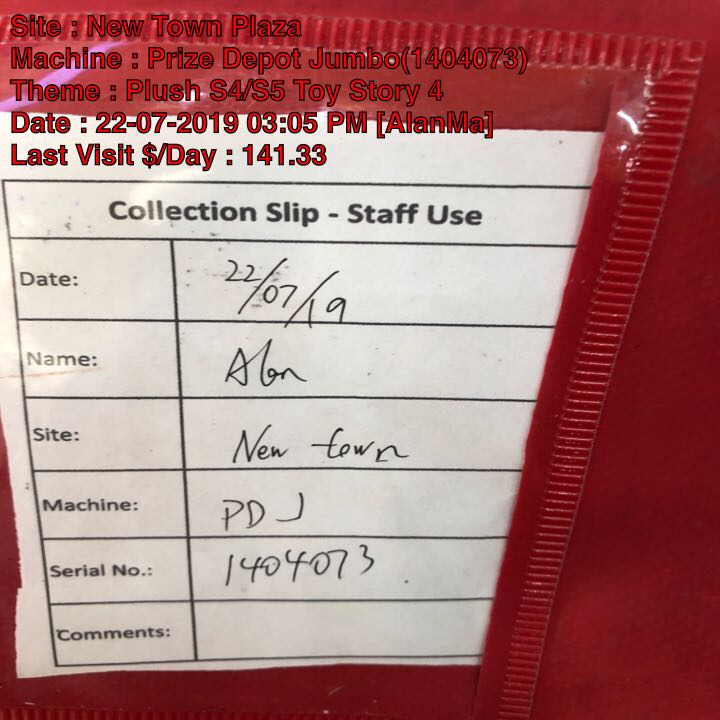 Site : New Town Plaza
Machine : Prize Depot Jumbo(1404073)
Theme : Plush S4/S5 Toy Story 4
Date : 22-07-2019 03:05 PM [AlanMa]
Last Visit $/Day : 141.33
Collection Slip - Staff Use
Date: 22/07/19
Name: Alan
Site: New town
Machine: PDJ
Serial No.: 1404073
Comments: